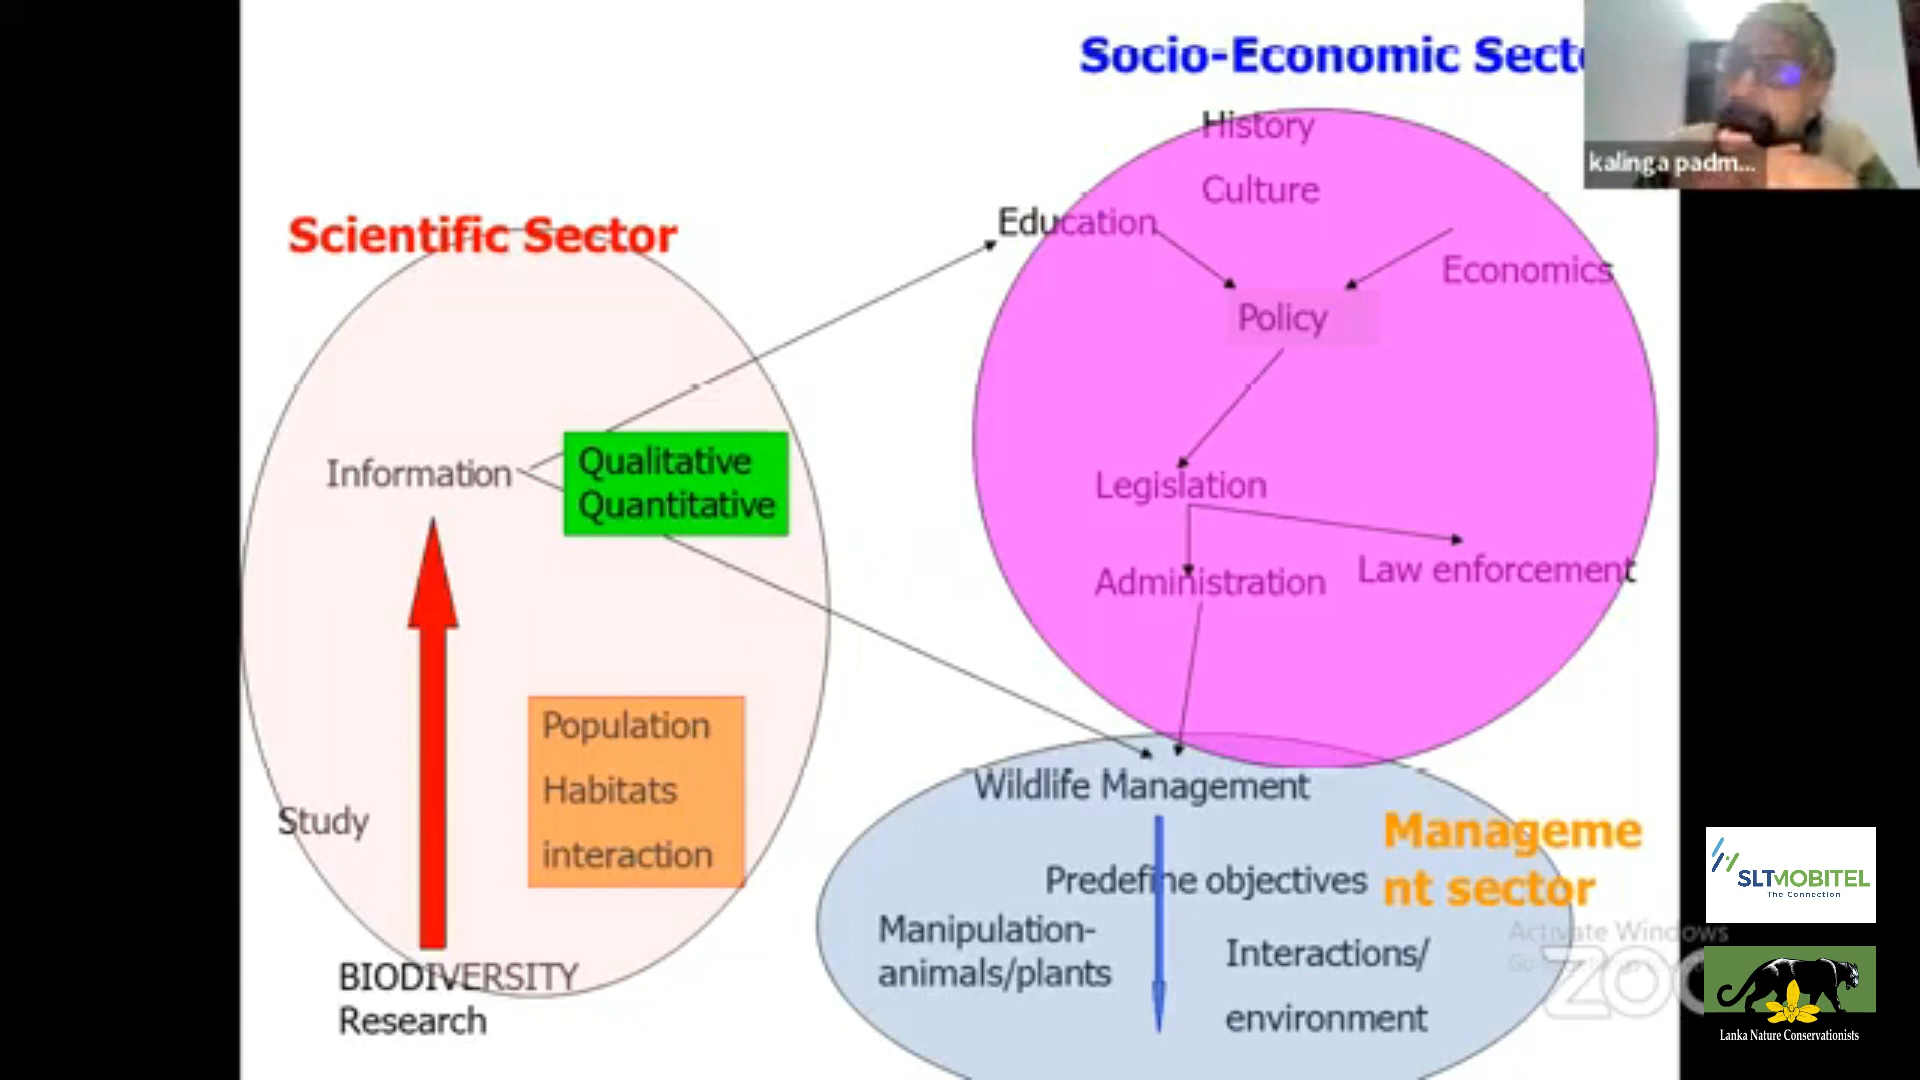 Socio-Economic Sect
kalinga padm...
History
Culture
Education
Economics
Policy
Legislation
Law enforcement
Administration
Scientific Sector
Information
Qualitative
Quantitative
Population
Habitats
interaction
Study
BIODIVERSITY
Research
Wildlife Management
Manageme
nt sector
Predefine objectives
Manipulation-
animals/plants
Interactions/
environment
Activate Windows
SLTMOBITEL
The Connection
Lanka Nature Conservationists